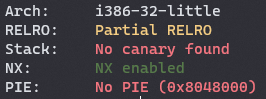 Arch:     i386-32-little
RELRO:    Partial RELRO
Stack:    No canary found
NX:       NX enabled
PIE:      No PIE (0x8048000)